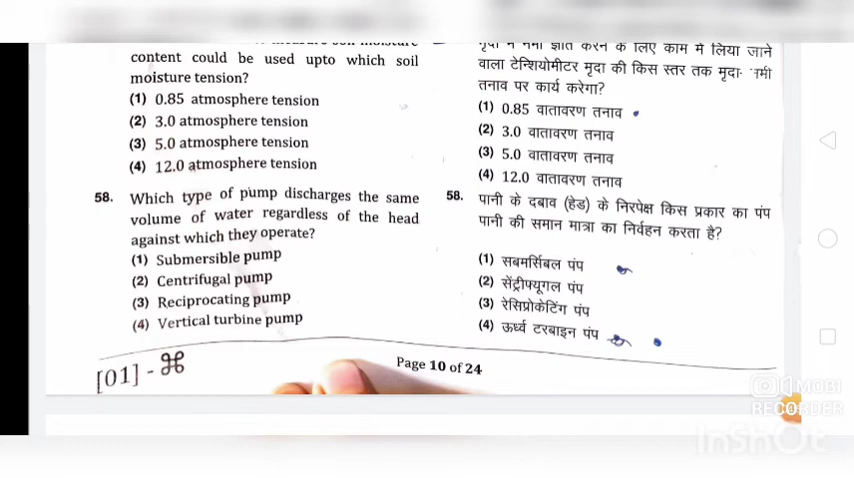 content could be used upto which soil
moisture tension?
(1) 0.85 atmosphere tension
(2) 3.0 atmosphere tension
(3) 5.0 atmosphere tension
(4) 12.0 atmosphere tension
58. Which type of pump discharges the same
volume of water regardless of the head
against which they operate?
(1) Submersible pump
(2) Centrifugal pump
(3) Reciprocating pump
(4) Vertical turbine pump
मृदा में नमी ज्ञात करने के लिए काम में लिया जाने
वाला टेन्शियोमीटर मृदा की किस स्तर तक मृदा- नमी
तनाव पर कार्य करेगा?
(1) 0.85 वातावरण तनाव
(2) 3.0 वातावरण तनाव
(3) 5.0 वातावरण तनाव
(4) 12.0 वातावरण तनाव
58. पानी के दबाव (हेड) के निरपेक्ष किस प्रकार का पंप
पानी की समान मात्रा का निर्वहन करता है?
(1) सबमर्सिबल पंप
(2) सेंट्रीफ्यूगल पंप
(3) रेसिप्रोकेटिंग पंप
(4) ऊर्ध्व टरबाइन पंप
[01] - ⌘
Page 10 of 24
MOBI
RECORDER
InShOt